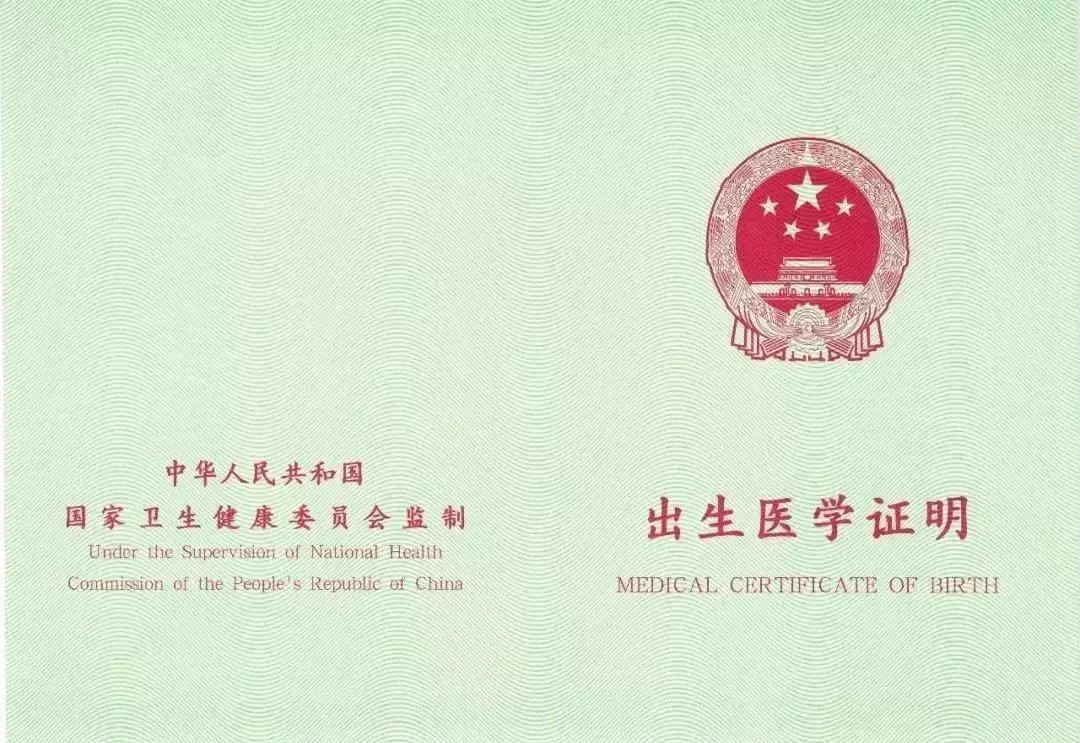 中华人民共和国
国家卫生健康委员会监制
Under the Supervision of National Health
Commission of the People's Republic of China
出生医学证明
MEDICAL CERTIFICATE OF BIRTH